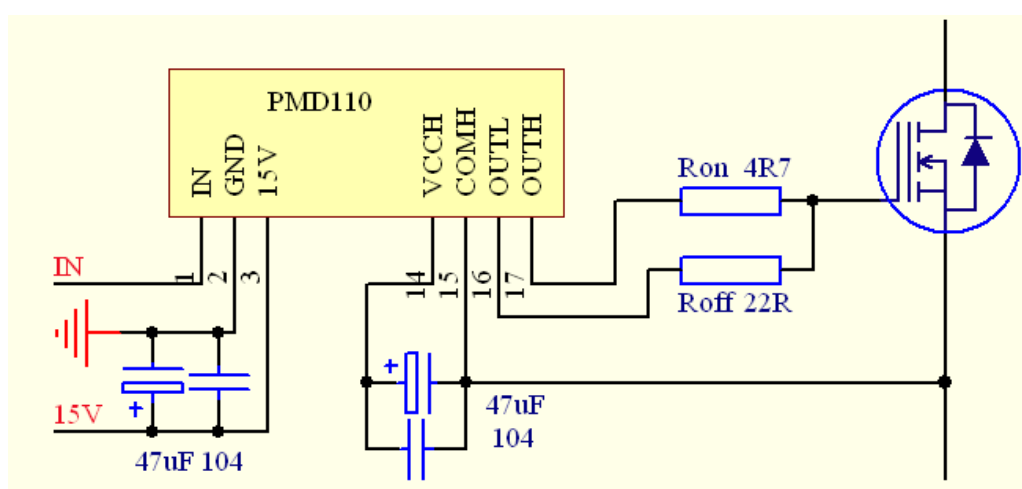 PMD110
IN
GND
15V
VCCH
COMH
OUTL
OUTH
Ron 4R7
IN
1
2
3
14
15
16
17
Roff 22R
+
15V
+
47uF
104
47uF 104